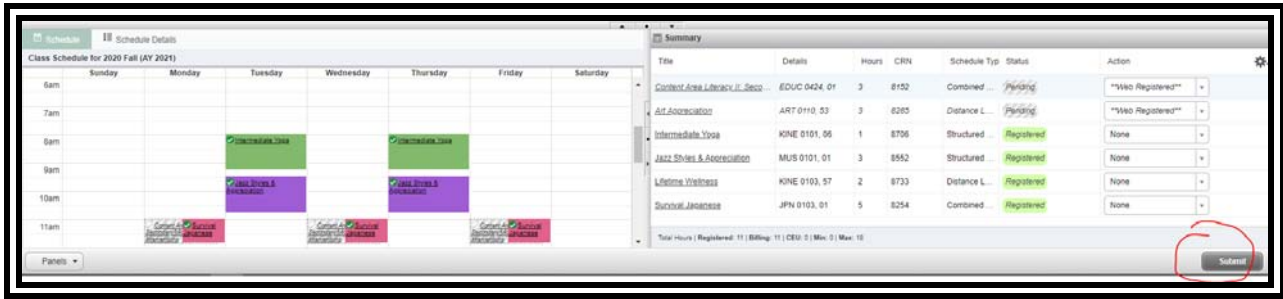 Schedule
Schedule Details
Class Schedule for 2020 Fall (AY 2021)
Sunday Monday Tuesday Wednesday Thursday Friday Saturday
6am
7am
8am
Intermediate Yoga Intermediate Yoga
9am
Jazz Styles & Appreciation Jazz Styles & Appreciation
10am
11am
Survival Japanese Survival Japanese Survival Japanese
Panels
Summary
Title Details Hours CRN Schedule Typ Status Action
Content Area Literacy II: Seco... EDUC 0424, 01 3 8152 Combined ... Pending **Web Registered**
Art Appreciation ART 0110, 53 3 8265 Distance L... Pending **Web Registered**
Intermediate Yoga KINE 0101, 06 1 8706 Structured ... Registered None
Jazz Styles & Appreciation MUS 0101, 01 3 8552 Structured ... Registered None
Lifetime Wellness KINE 0103, 57 2 8733 Distance L... Registered None
Survival Japanese JPN 0103, 01 5 8254 Combined ... Registered None
Total Hours | Registered: 11 | Billing: 11 | CEU: 0 | Min: 0 | Max: 18
Submit